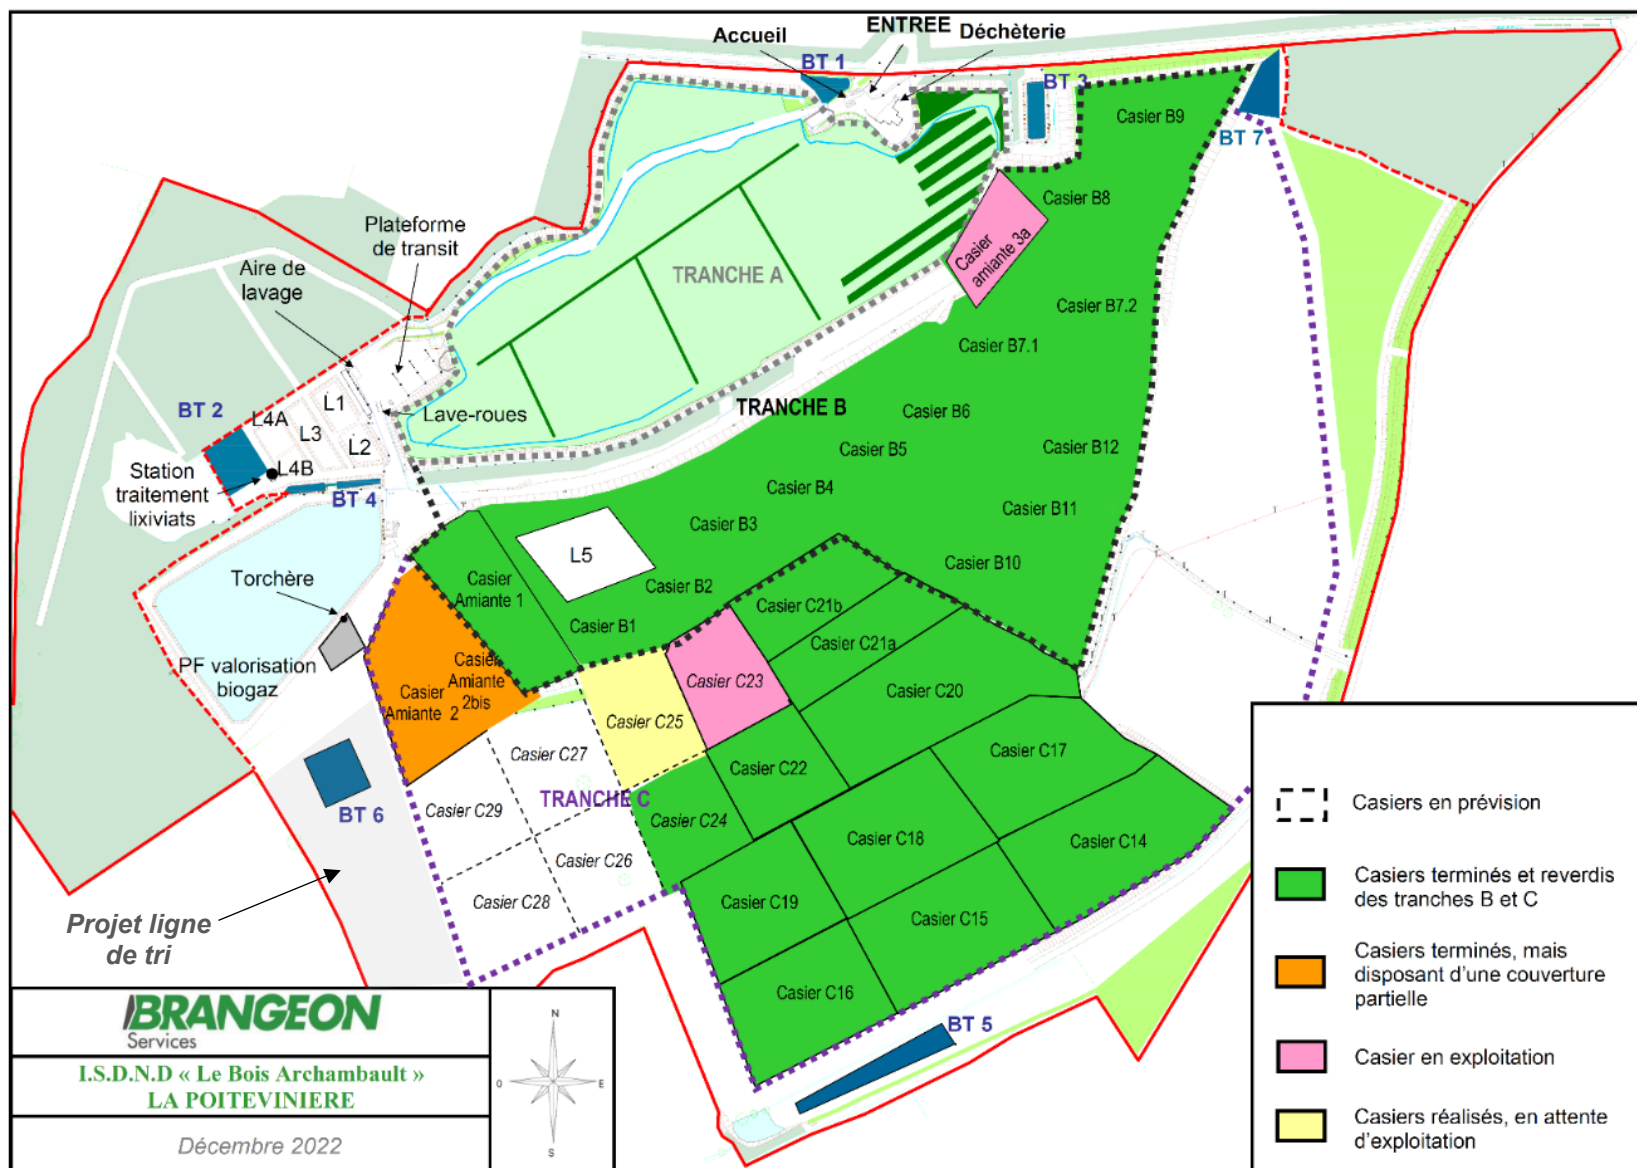 ENTREE
Accueil
Déchèterie
BT 1
BT 3
Casier B9
BT 7
Casier B8
Plateforme
de transit
Casier
amiante 3a
Aire de
lavage
TRANCHE A
Casier B7.2
Casier B7.1
BT 2
L4A
L1
Lave-roues
TRANCHE B
Casier B6
L3
L2
Casier B5
Casier B12
Station
traitement
lixiviats
L4B
BT 4
Casier B4
Casier B11
Casier B3
L5
Casier B10
Torchère
Casier
Amiante 1
Casier B2
Casier C21b
Casier B1
Casier C21a
PF valorisation
biogaz
Casier
Amiante
2bis
Casier
Amiante 2
Casier C23
Casier C20
Casier C25
Casier C27
Casier C17
Casier C22
TRANCHE C
BT 6
Casier C29
Casier C24
Casier C18
Casier C14
Casier C26
Casier C28
Casier C19
Casier C15
Projet ligne
de tri
Casier C16
BT 5
Casiers en prévision
Casiers terminés et reverdis
des tranches B et C
Casiers terminés, mais
disposant d'une couverture
partielle
Casier en exploitation
Casiers réalisés, en attente
d'exploitation
BRANGEON
Services
I.S.D.N.D « Le Bois Archambault »
LA POITEVINIERE
Décembre 2022
N
O
E
S